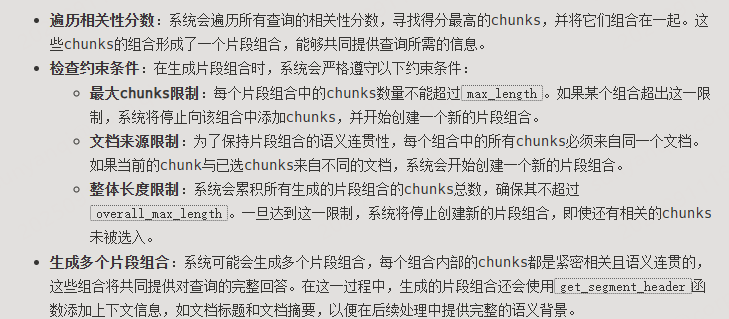 遍历相关性分数：系统会遍历所有查询的相关性分数，寻找得分最高的chunks，并将它们组合在一起。这
些chunks的组合形成了一个片段组合，能够共同提供查询所需的信息。
检查约束条件：在生成片段组合时，系统会严格遵守以下约束条件：
最大chunks限制：每个片段组合中的chunks数量不能超过 max_length 。如果某个组合超出这一限
制，系统将停止向该组合中添加chunks，并开始创建一个新的片段组合。
文档来源限制：为了保持片段组合的语义连贯性，每个组合中的所有chunks必须来自同一个文档。
如果当前的chunk与已选chunks来自不同的文档，系统会开始创建一个新的片段组合。
整体长度限制：系统会累积所有生成的片段组合的chunks总数，确保其不超过
overall_max_length 。一旦达到这一限制，系统将停止创建新的片段组合，即使还有相关的chunks
未被选入。
生成多个片段组合：系统可能会生成多个片段组合，每个组合内部的chunks都是紧密相关且语义连贯的，
这些组合将共同提供对查询的完整回答。在这一过程中，生成的片段组合还会使用 get_segment_header 函
数添加上下文信息，如文档标题和文档摘要，以便在后续处理中提供完整的语义背景。